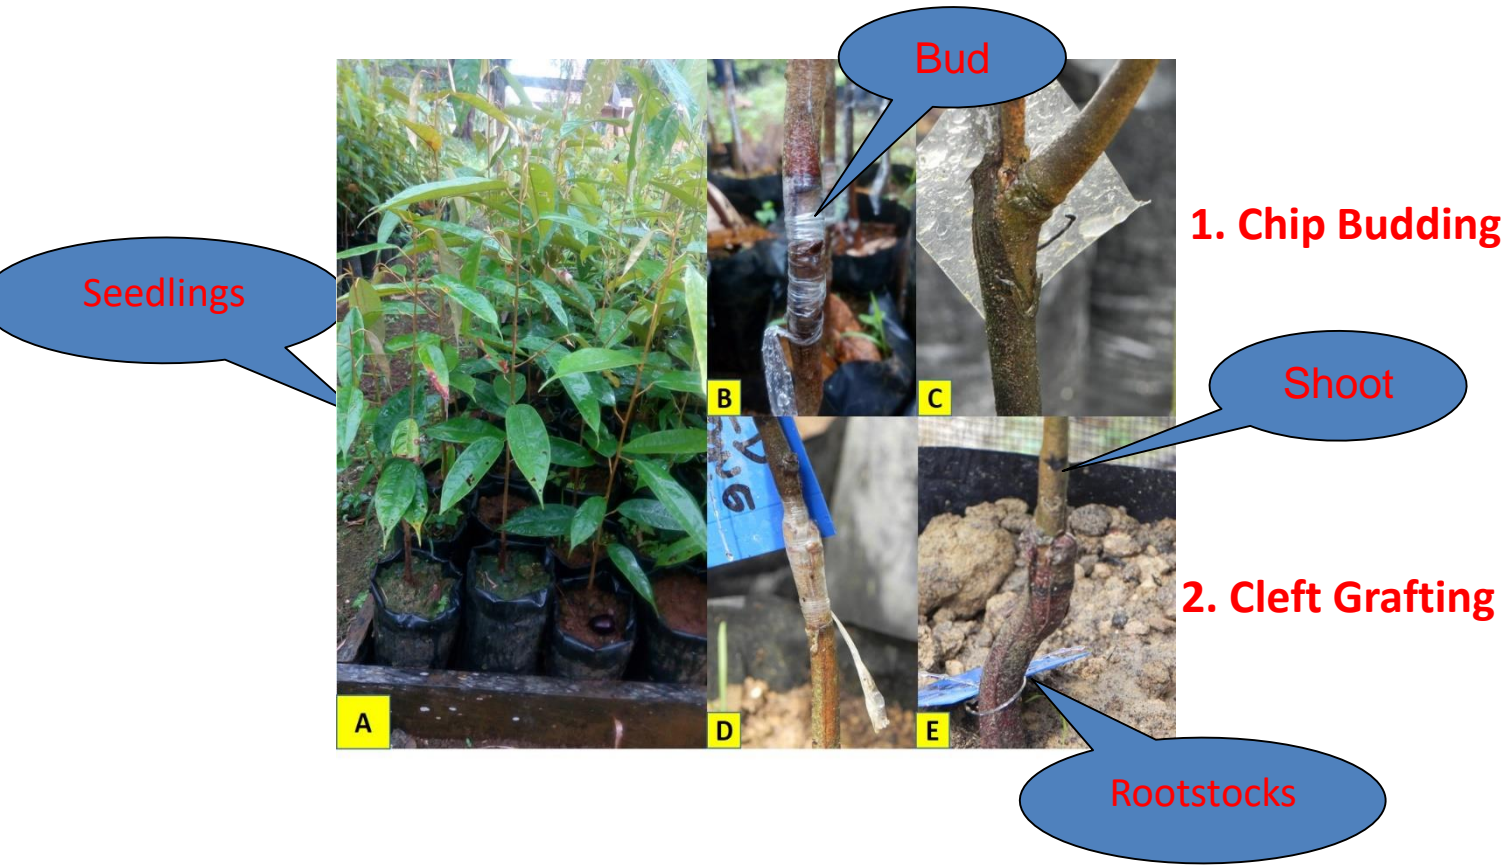 Bud
1. Chip Budding
Seedlings
Shoot
B
C
2. Cleft Grafting
A
D
E
Rootstocks